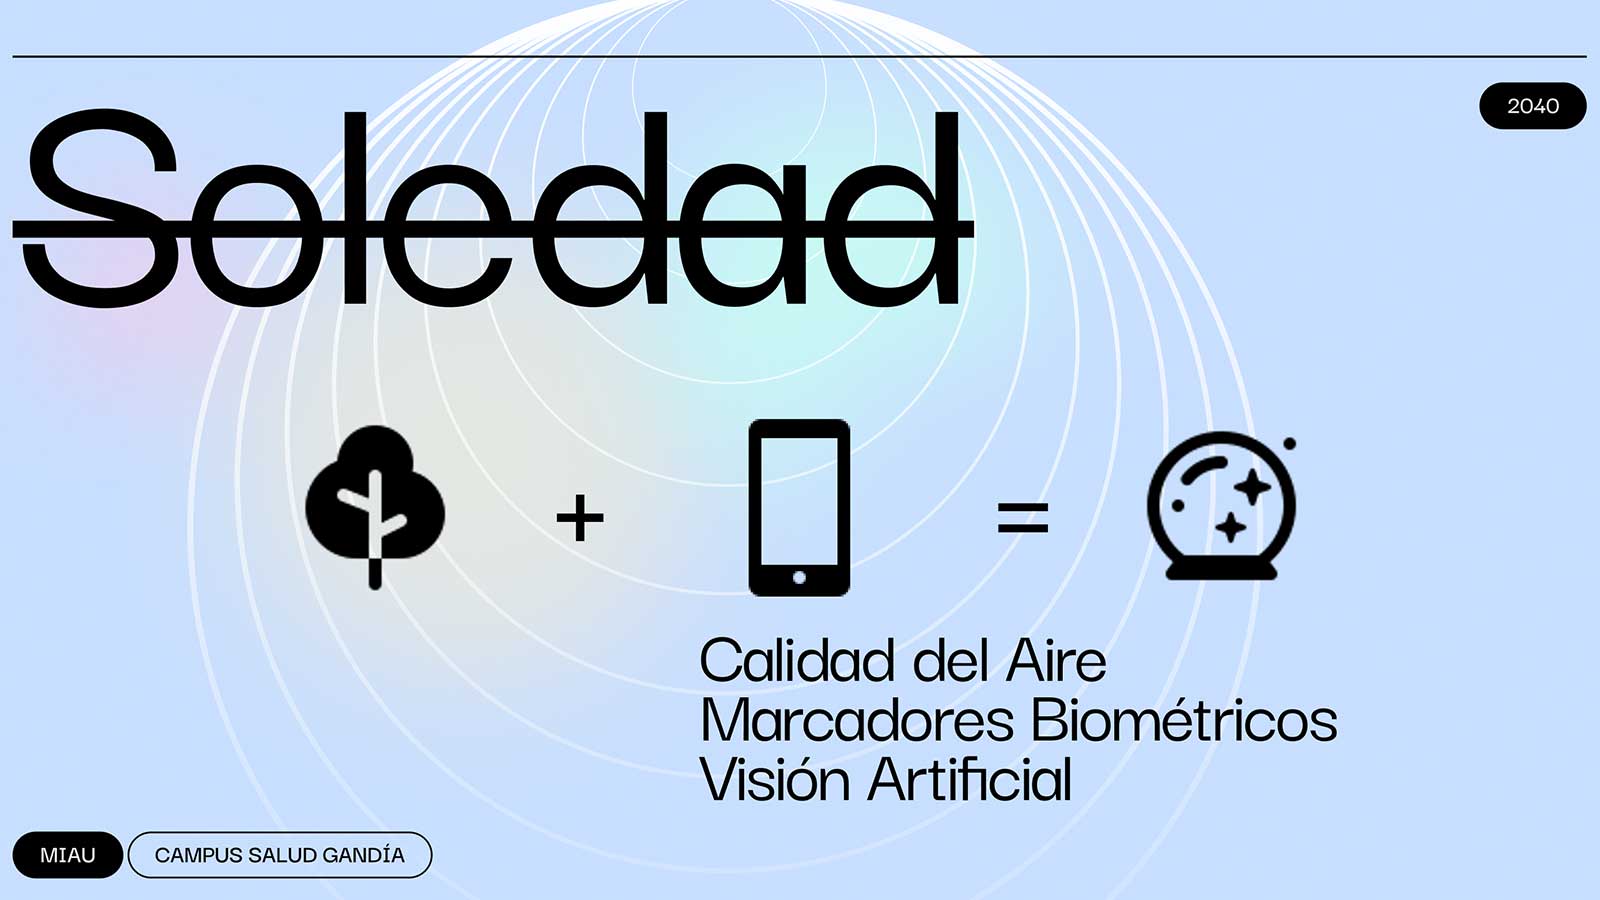 2040
Soledad
+ =
Calidad del Aire
Marcadores Biométricos
Visión Artificial
MIAU CAMPUS SALUD GANDÍA